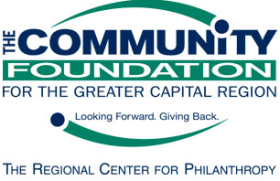 THE COMMUNITY
FOUNDATION
FOR THE GREATER CAPITAL REGION
Looking Forward. Giving Back.
THE REGIONAL CENTER FOR PHILANTHROPY